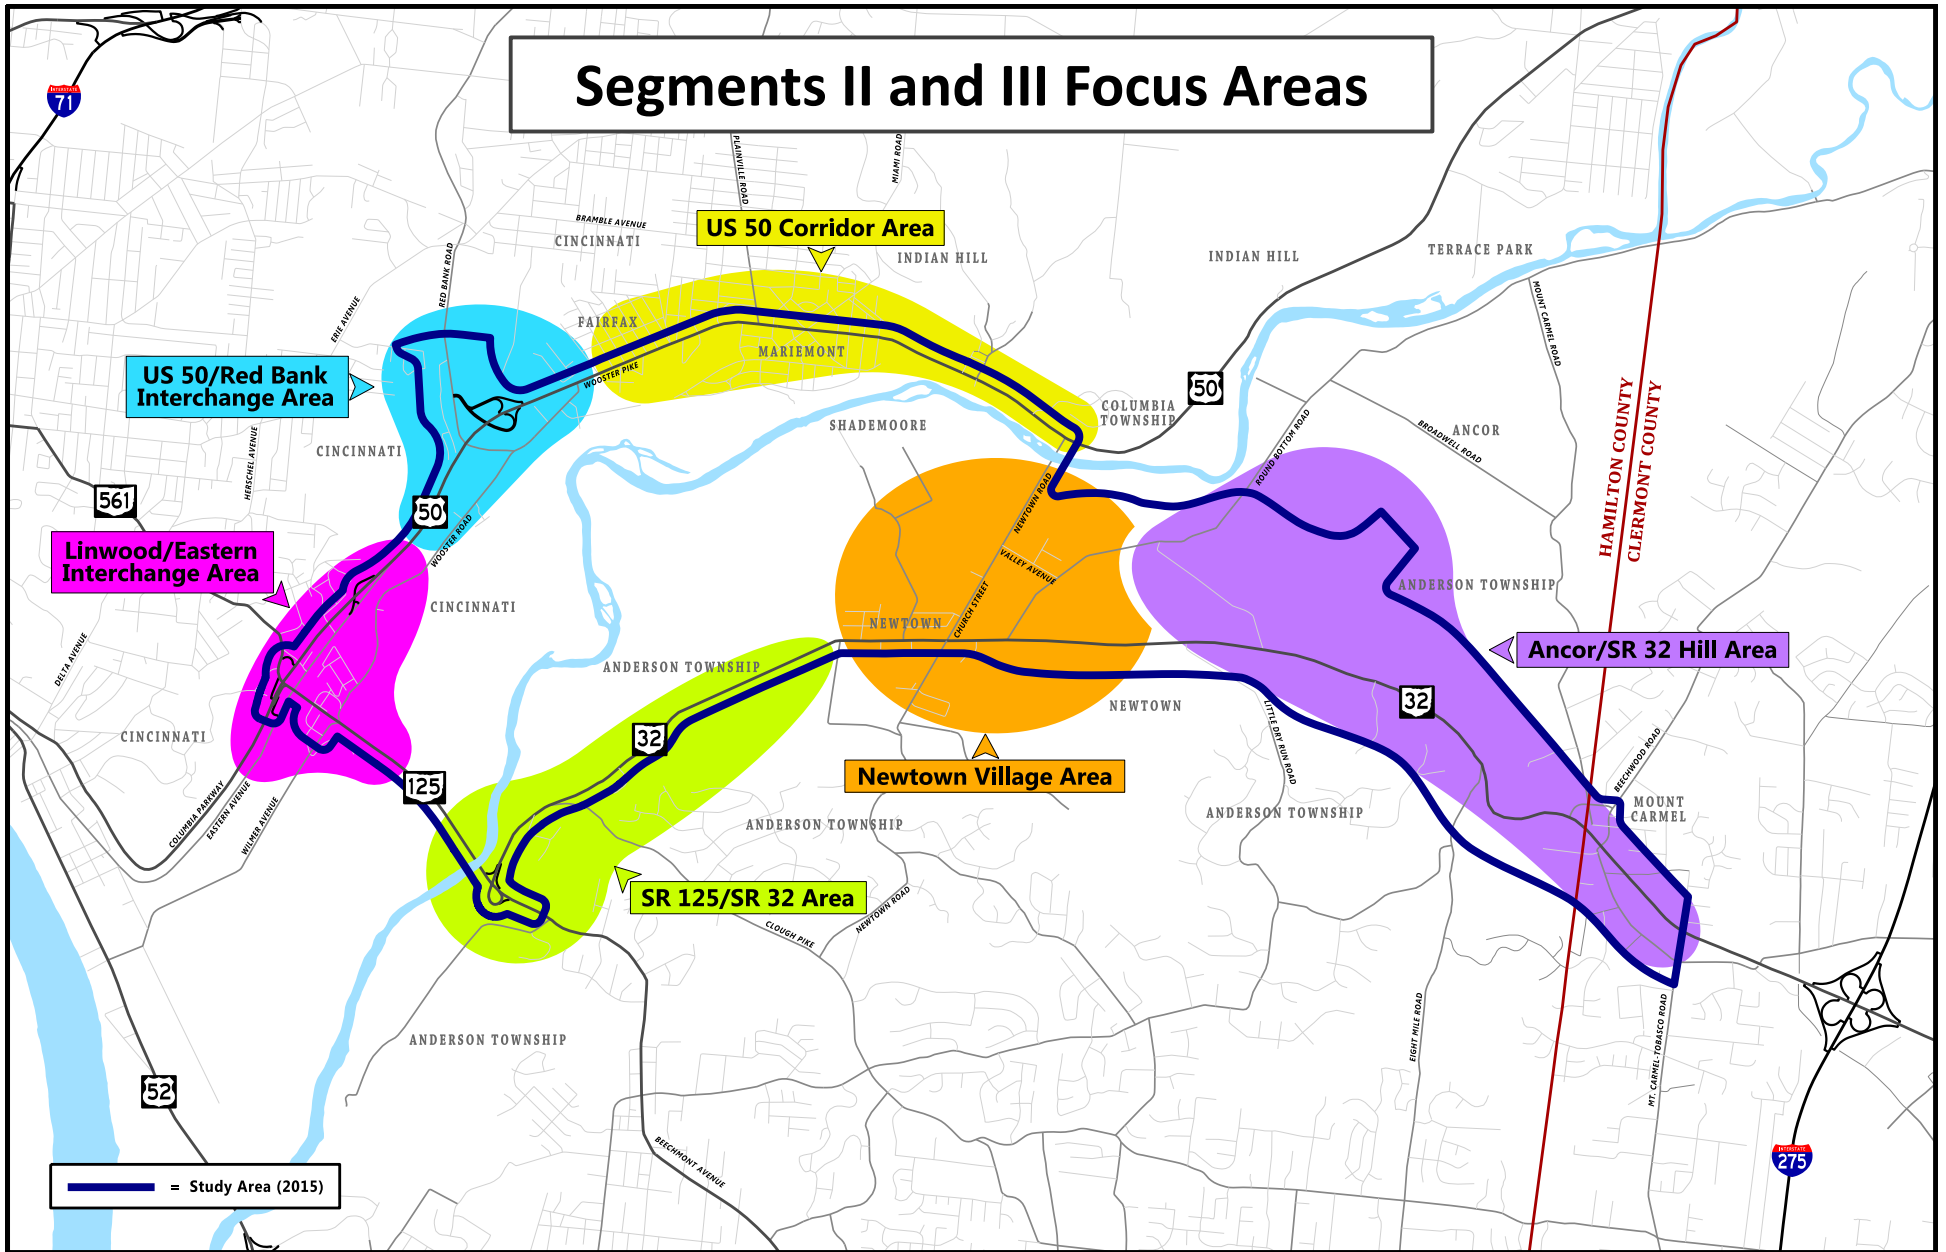 Segments II and III Focus Areas
INTERSTATE
71
PLAINVILLE ROAD
MIAMI ROAD
BRAMBLE AVENUE
CINCINNATI
US 50 Corridor Area
INDIAN HILL
INDIAN HILL
TERRACE PARK
RED BANK ROAD
ERIE AVENUE
FAIRFAX
MARIEMONT
WOOSTER PIKE
MOUNT CARMEL ROAD
US 50/Red Bank
Interchange Area
50
HAMILTON COUNTY
CLERMONT COUNTY
COLUMBIA
TOWNSHIP
SHADEMOORE
ROUND BOTTOM ROAD
BROADWELL ROAD
ANCOR
CINCINNATI
HERSCHEL AVENUE
561
50
WOOSTER ROAD
NEWTOWN ROAD
VALLEY AVENUE
CHURCH STREET
Linwood/Eastern
Interchange Area
CINCINNATI
ANDERSON TOWNSHIP
NEWTOWN
DELTA AVENUE
ANDERSON TOWNSHIP
Ancor/SR 32 Hill Area
32
NEWTOWN
LITTLE DRY RUN ROAD
32
CINCINNATI
125
Newtown Village Area
BEECHWOOD ROAD
MOUNT
CARMEL
COLUMBIA PARKWAY
EASTERN AVENUE
WILMER AVENUE
ANDERSON TOWNSHIP
ANDERSON TOWNSHIP
SR 125/SR 32 Area
CLOUGH PIKE
NEWTOWN ROAD
EIGHT MILE ROAD
MT. CARMEL-TOBASCO ROAD
ANDERSON TOWNSHIP
52
BEECHMONT AVENUE
INTERSTATE
275
= Study Area (2015)